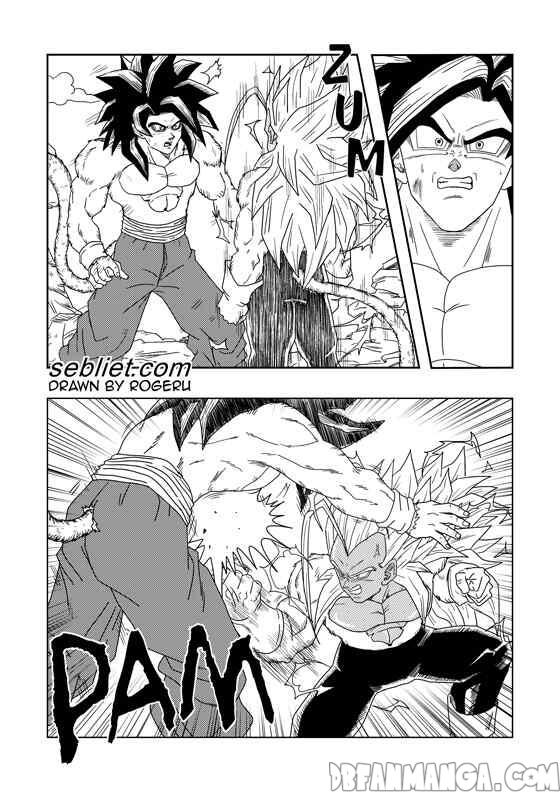 ZUM
sebliet.com
DRAWN BY ROGERU
PAM
DBFANMANGA.COM